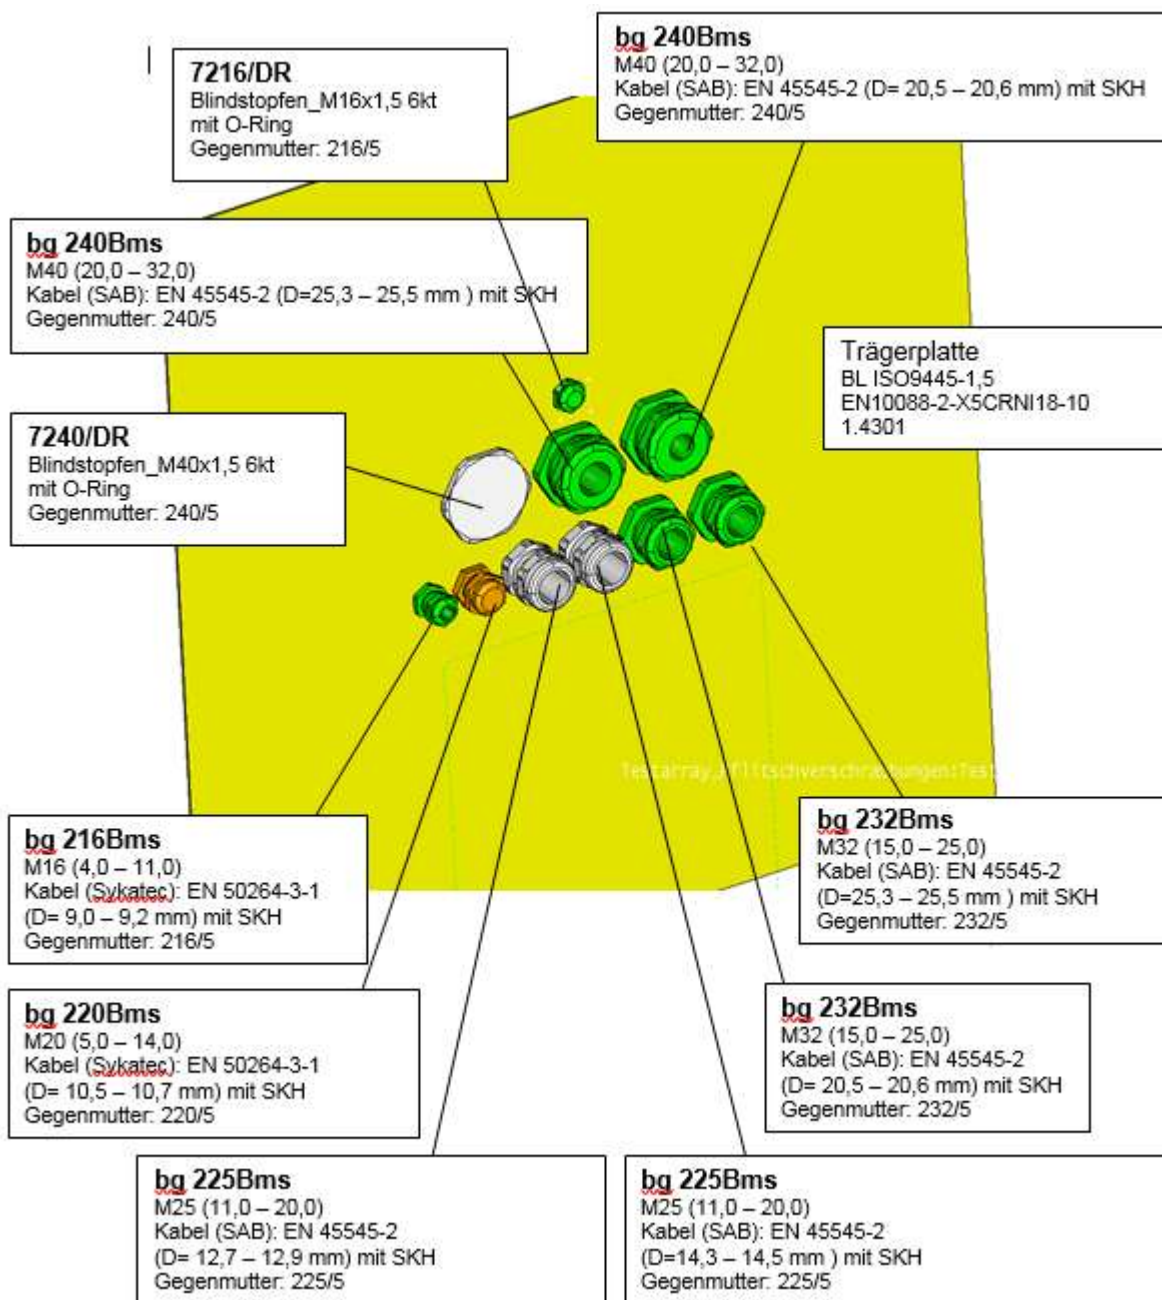 7216/DR
Blindstopfen_M16x1,5 6kt
mit O-Ring
Gegenmutter: 216/5
bg 240Bms
M40 (20,0 – 32,0)
Kabel (SAB): EN 45545-2 (D= 20,5 – 20,6 mm) mit SKH
Gegenmutter: 240/5
bg 240Bms
M40 (20,0 – 32,0)
Kabel (SAB): EN 45545-2 (D=25,3 – 25,5 mm ) mit SKH
Gegenmutter: 240/5
Trägerplatte
BL ISO9445-1,5
EN10088-2-X5CRNI18-10
1.4301
7240/DR
Blindstopfen_M40x1,5 6kt
mit O-Ring
Gegenmutter: 240/5
bg 216Bms
M16 (4,0 – 11,0)
Kabel (Sykatec): EN 50264-3-1
(D= 9,0 – 9,2 mm) mit SKH
Gegenmutter: 216/5
bg 232Bms
M32 (15,0 – 25,0)
Kabel (SAB): EN 45545-2
(D=25,3 – 25,5 mm ) mit SKH
Gegenmutter: 232/5
bg 220Bms
M20 (5,0 – 14,0)
Kabel (Sykatec): EN 50264-3-1
(D= 10,5 – 10,7 mm) mit SKH
Gegenmutter: 220/5
bg 232Bms
M32 (15,0 – 25,0)
Kabel (SAB): EN 45545-2
(D= 20,5 – 20,6 mm) mit SKH
Gegenmutter: 232/5
bg 225Bms
M25 (11,0 – 20,0)
Kabel (SAB): EN 45545-2
(D= 12,7 – 12,9 mm) mit SKH
Gegenmutter: 225/5
bg 225Bms
M25 (11,0 – 20,0)
Kabel (SAB): EN 45545-2
(D=14,3 – 14,5 mm ) mit SKH
Gegenmutter: 225/5